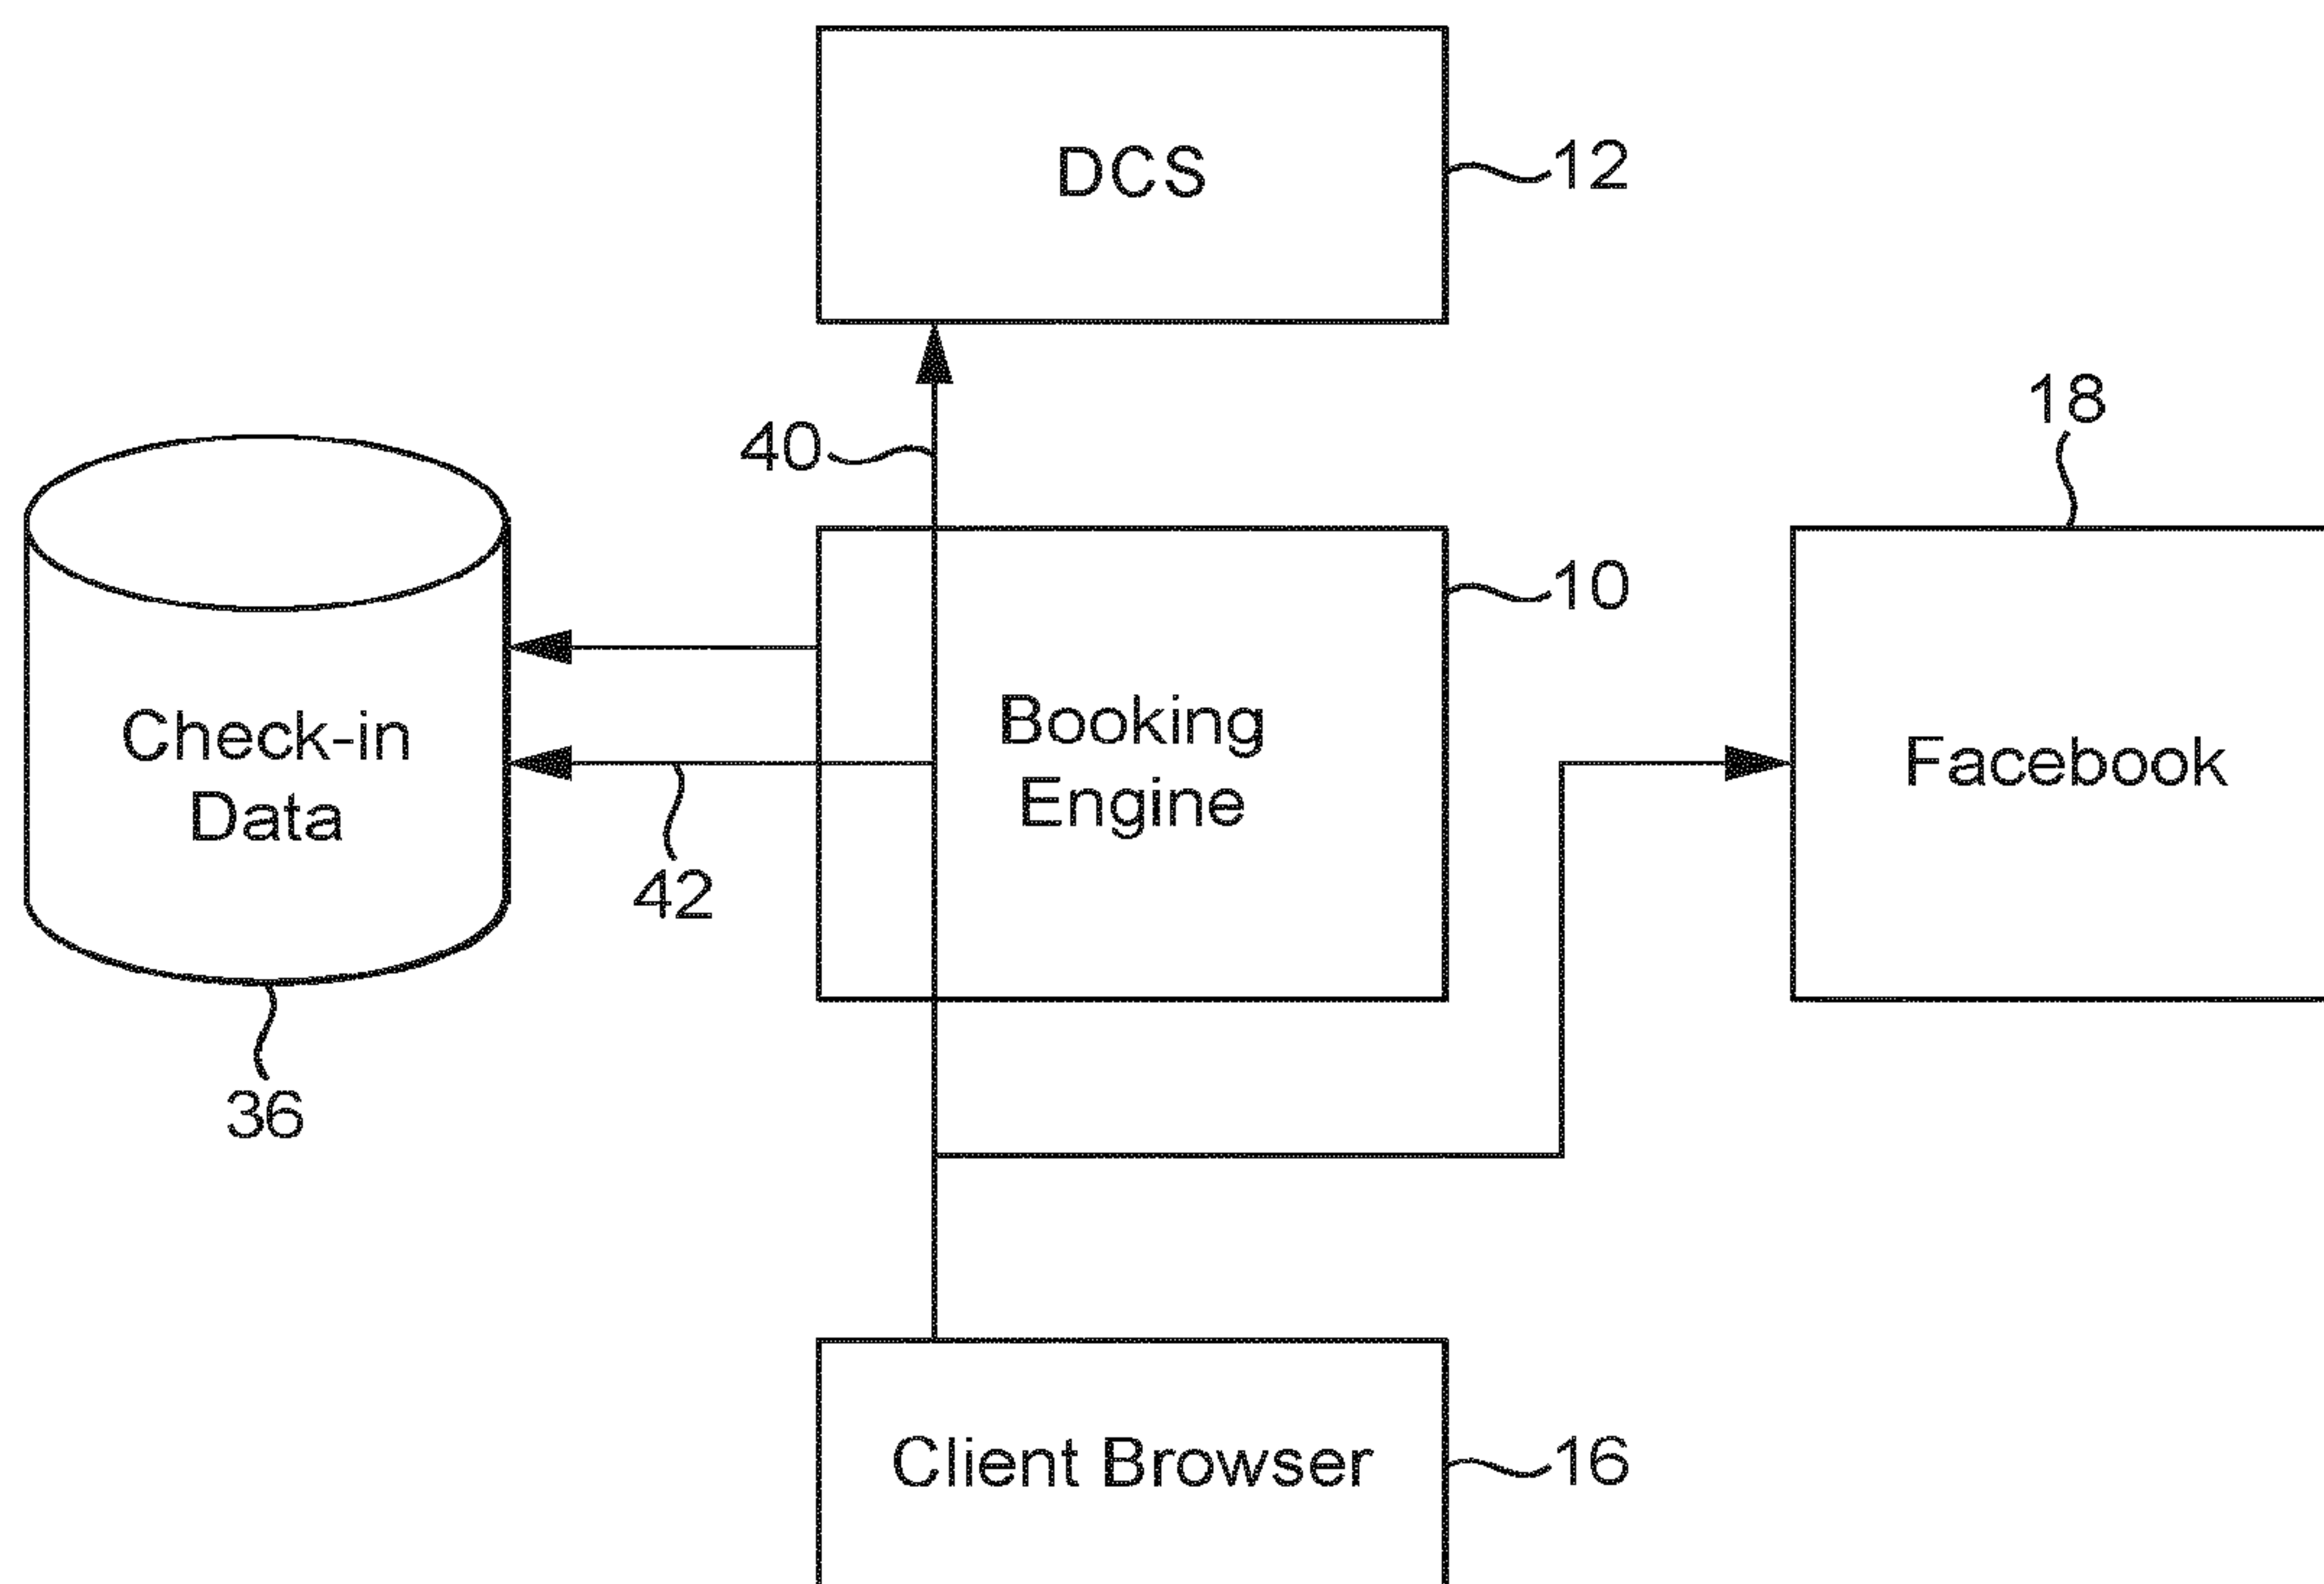 DCS
12
40
18
10
Check-in
Data
Booking
Engine
Facebook
42
36
Client Browser
16